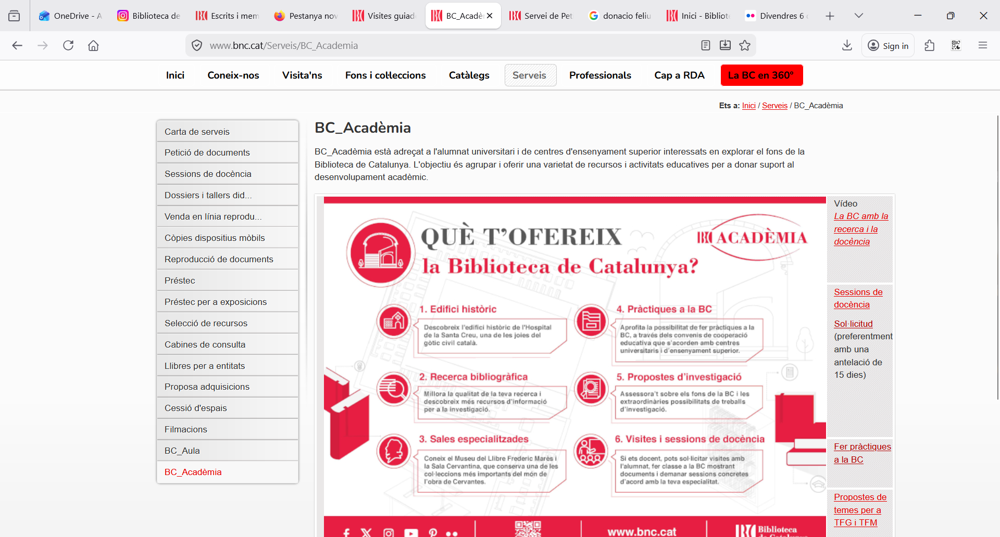 OneDrive - A
Biblioteca de
Escrits i mem
Pestanya nov
Visites guiad
BC_Acadè
Servei de Pet
donacio feliu
Inici - Bibliot
Divendres 6
www.bnc.cat/Serveis/BC_Academia
Sign in
Inici
Coneix-nos
Visita'ns
Fons i col·leccions
Catàlegs
Serveis
Professionals
Cap a RDA
La BC en 360º
Ets a: Inici / Serveis / BC_Acadèmia
Carta de serveis
Petició de documents
Sessions de docència
Dossiers i tallers did...
Venda en línia reprodu...
Còpies dispositius mòbils
Reproducció de documents
Préstec
Préstec per a exposicions
Selecció de recursos
Cabines de consulta
Llibres per a entitats
Proposa adquisicions
Cessió d'espais
Filmacions
BC_Aula
BC_Acadèmia
BC_Acadèmia
BC_Acadèmia està adreçat a l'alumnat universitari i de centres d'ensenyament superior interessats en explorar el fons de la
Biblioteca de Catalunya. L'objectiu és agrupar i oferir una varietat de recursos i activitats educatives per a donar suport al
desenvolupament acadèmic.
QUÈ T'OFEREIX
la Biblioteca de Catalunya?
ACADÈMIA
1. Edifici històric
Descobreix l'edifici històric de l'Hospital
de la Santa Creu, una de les joies del
gòtic civil català.
2. Recerca bibliogràfica
Millora la qualitat de la teva recerca i
descobreix més recursos d'informació
per a la investigació.
3. Sales especialitzades
Coneix el Museu del Llibre Frederic Marès i
la Sala Cervantina, que conserva una de les
col·leccions més importants del món de
l'obra de Cervantes.
4. Pràctiques a la BC
Aprofita la possibilitat de fer pràctiques a la
BC, a través dels convenis de cooperació
educativa que s'acorden amb centres
universitaris i d'ensenyament superior.
5. Propostes d'investigació
Assessora't sobre els fons de la BC i les
extraordinàries possibilitats de treballs
d'investigació.
6. Visites i sessions de docència
Si ets docent, pots sol·licitar visites amb
l'alumnat, fer classe a la BC mostrant
documents i demanar sessions concretes
d'acord amb la teva especialitat.
www.bnc.cat
Biblioteca
de Catalunya
Vídeo
La BC amb la
recerca i la
docència
Sessions de
docència
Sol·licitud
(preferentment
amb una
antelació de
15 dies)
Fer pràctiques
a la BC
Propostes de
temes per a
TFG i TFM